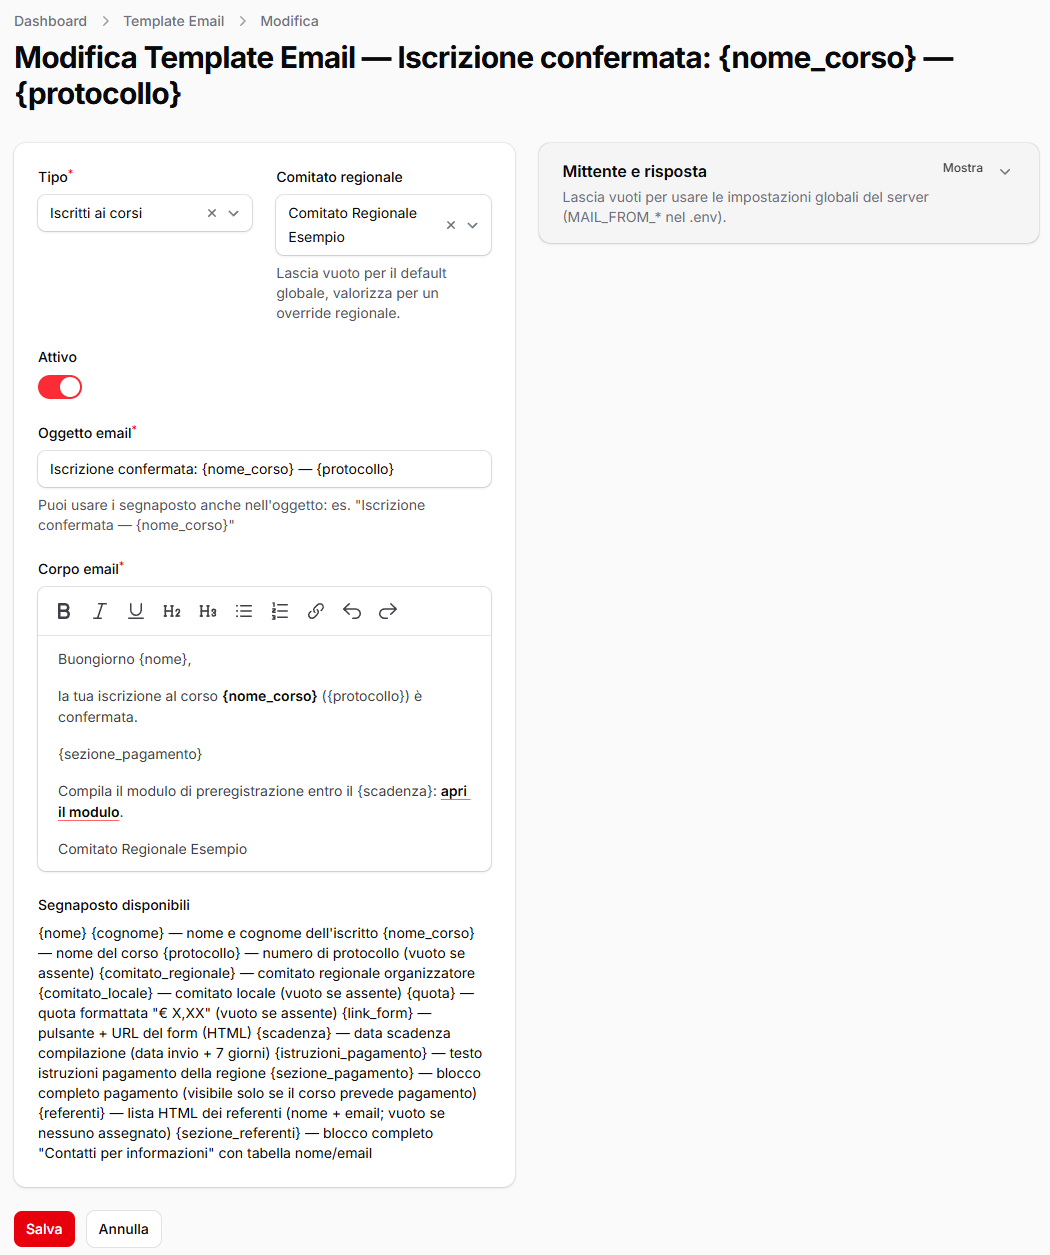 Dashboard > Template Email > Modifica
Modifica Template Email — Iscrizione confermata: {nome_corso} —
{protocollo}
Tipo*
Iscritti ai corsi
Comitato regionale
Comitato Regionale
Esempio
Lascia vuoto per il default
globale, valorizza per un
override regionale.
Attivo
Oggetto email*
Iscrizione confermata: {nome_corso} — {protocollo}
Puoi usare i segnaposto anche nell'oggetto: es. "Iscrizione
confermata — {nome_corso}"
Corpo email*
B I U H2 H3
Buongiorno {nome},
la tua iscrizione al corso {nome_corso} ({protocollo}) è
confermata.
{sezione_pagamento}
Compila il modulo di preregistrazione entro il {scadenza}: apri
il modulo.
Comitato Regionale Esempio
Segnaposto disponibili
{nome} {cognome} — nome e cognome dell'iscritto {nome_corso}
— nome del corso {protocollo} — numero di protocollo (vuoto se
assente) {comitato_regionale} — comitato regionale organizzatore
{comitato_locale} — comitato locale (vuoto se assente) {quota} —
quota formattata "€ X,XX" (vuoto se assente) {link_form} —
pulsante + URL del form (HTML) {scadenza} — data scadenza
compilazione (data invio + 7 giorni) {istruzioni_pagamento} — testo
istruzioni pagamento della regione {sezione_pagamento} — blocco
completo pagamento (visibile solo se il corso prevede pagamento)
{referenti} — lista HTML dei referenti (nome + email; vuoto se
nessuno assegnato) {sezione_referenti} — blocco completo
"Contatti per informazioni" con tabella nome/email
Salva
Annulla
Mittente e risposta
Mostra
Lascia vuoti per usare le impostazioni globali del server
(MAIL_FROM_* nel .env).